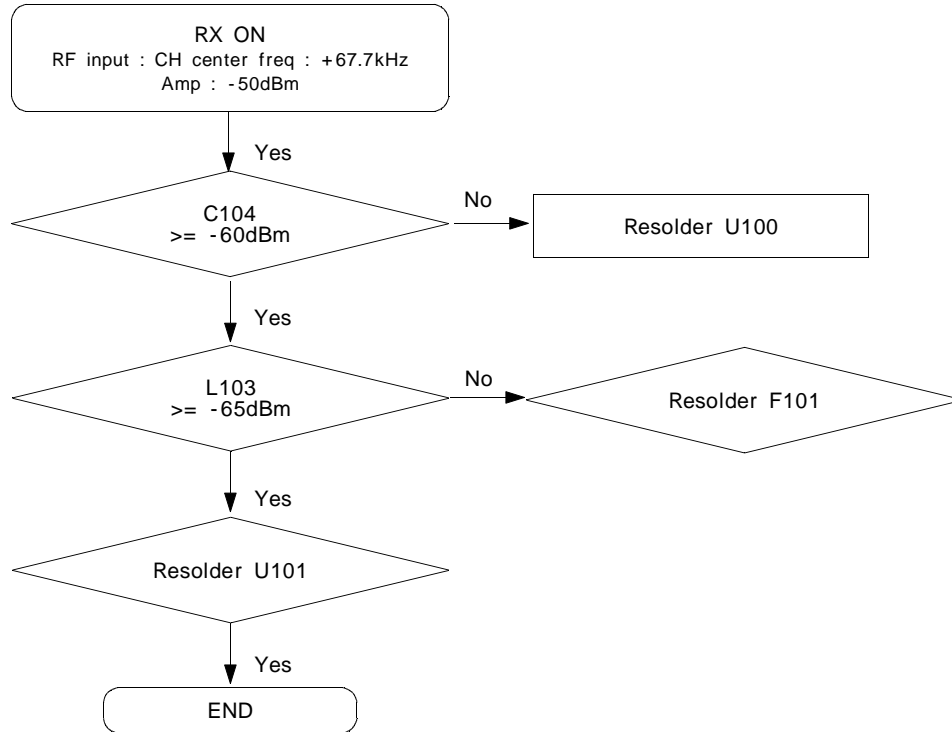 RX ON
RF input : CH center freq : +67.7kHz
Amp : -50dBm
Yes
C104
>= -60dBm
No
Resolder U100
Yes
L103
>= -65dBm
No
Resolder F101
Yes
Resolder U101
Yes
END